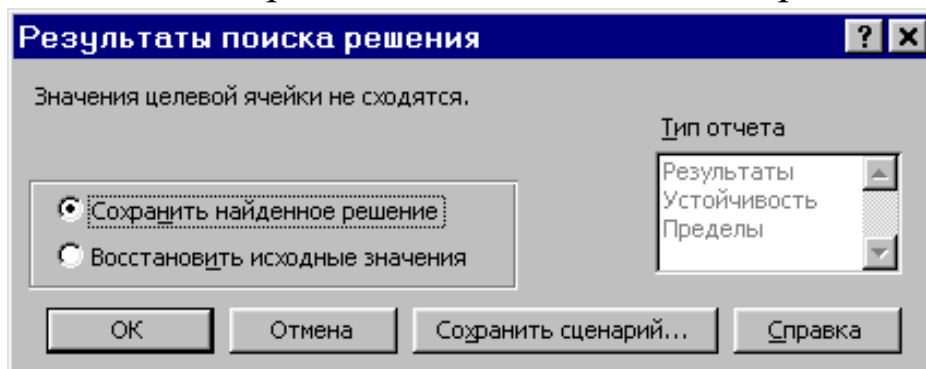 Результаты поиска решения
Значения целевой ячейки не сходятся.
Тип отчета
Результаты
Устойчивость
Пределы
Сохранить найденное решение
Восстановить исходные значения
ОК Отмена Сохранить сценарий... Справка